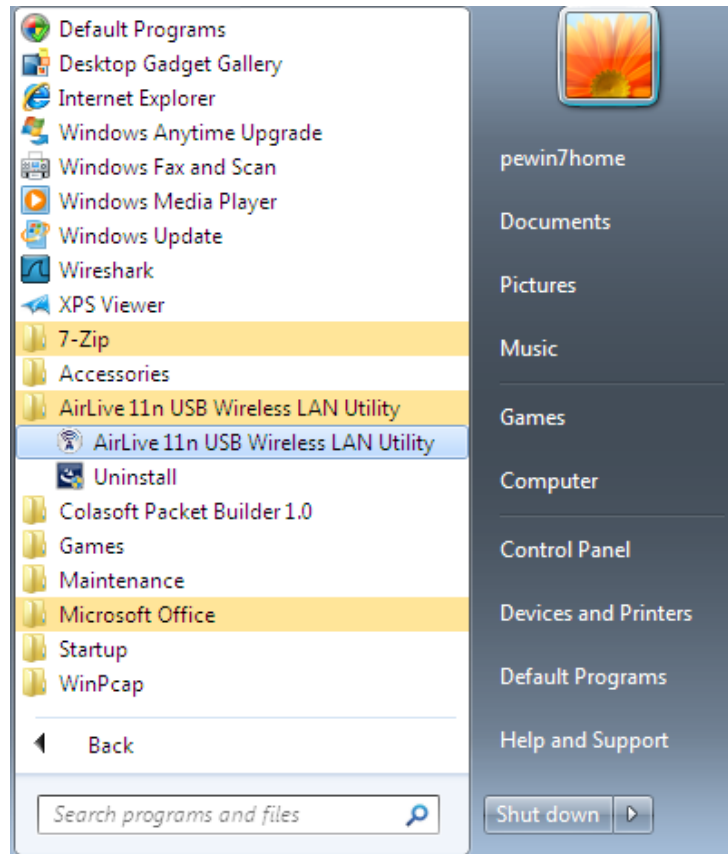 Default Programs
Desktop Gadget Gallery
Internet Explorer
Windows Anytime Upgrade
Windows Fax and Scan
Windows Media Player
Windows Update
Wireshark
XPS Viewer
7-Zip
Accessories
AirLive 11n USB Wireless LAN Utility
AirLive 11n USB Wireless LAN Utility
Uninstall
Colasoft Packet Builder 1.0
Games
Maintenance
Microsoft Office
Startup
WinPcap
Back
Search programs and files
pewin7home
Documents
Pictures
Music
Games
Computer
Control Panel
Devices and Printers
Default Programs
Help and Support
Shut down